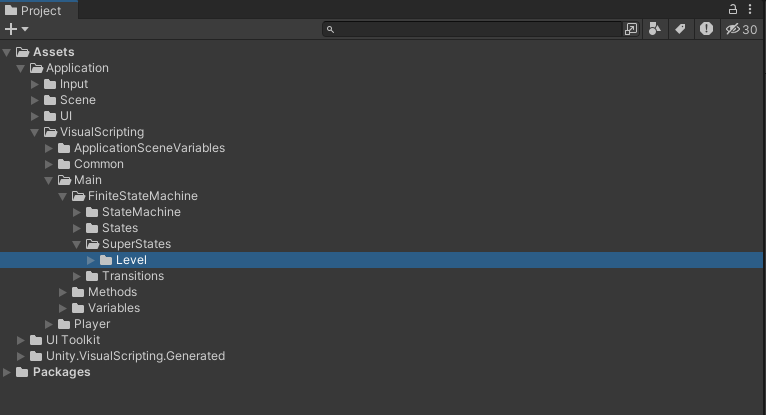 Project
30
Assets
Application
Input
Scene
UI
VisualScripting
ApplicationSceneVariables
Common
Main
FiniteStateMachine
StateMachine
States
SuperStates
Level
Transitions
Methods
Variables
Player
UI Toolkit
Unity.VisualScripting.Generated
Packages